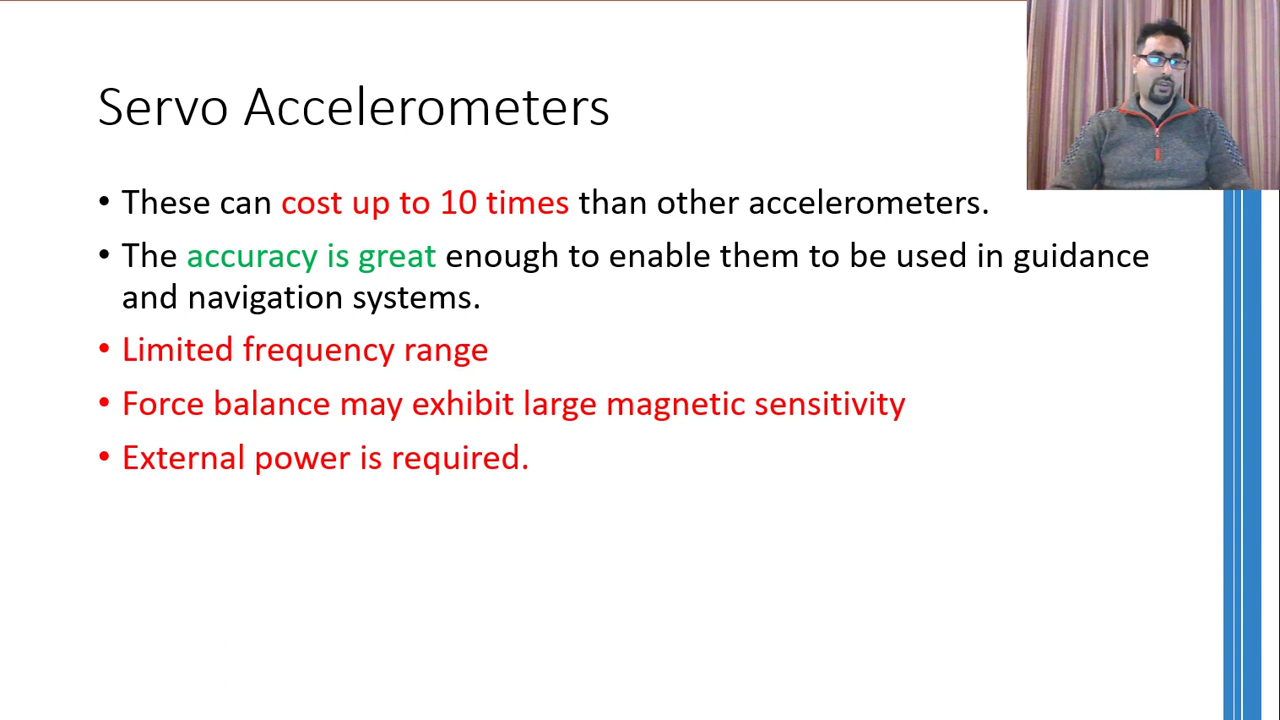 Servo Accelerometers
• These can cost up to 10 times than other accelerometers.
• The accuracy is great enough to enable them to be used in guidance
and navigation systems.
• Limited frequency range
• Force balance may exhibit large magnetic sensitivity
• External power is required.